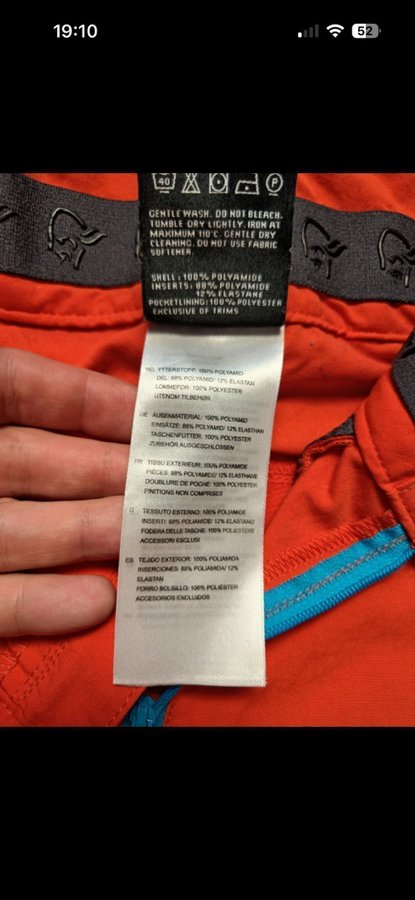 19:10
52
40
P
GENTLE WASH. DO NOT BLEACH.
TUMBLE DRY LIGHTLY. IRON AT
MAXIMUM 110°C. GENTLE DRY
CLEANING. DO NOT USE FABRIC
SOFTENER.
SHELL: 100% POLYAMIDE
INSERTS: 88% POLYAMIDE
12% ELASTANE
POCKETLINING: 100% POLYESTER
EXCLUSIVE OF TRIMS
NO YTTERSTOFF: 100% POLYAMID
DEL: 88% POLYAMID/ 12% ELASTAN
LOMMEFOR: 100% POLYESTER
UTENOM TILBEHØR
DE AUßENMATERIAL: 100% POLYAMID
EINSÄTZE: 88% POLYAMID/ 12% ELASTHAN
TASCHENFUTTER: 100% POLYESTER
ZUBEHÖR AUSGESCHLOSSEN
FR TISSU EXTERIEUR: 100% POLYAMIDE
PIÈCES: 88% POLYAMIDE/ 12% ELASTHANE
DOUBLURE DE POCHE: 100% POLYESTER
FINITIONS NON COMPRISES
IT TESSUTO ESTERNO: 100% POLIAMIDE
INSERTI: 88% POLIAMIDE/ 12% ELASTANO
FODERA DELLE TASCHE: 100% POLIESTERE
ACCESSORI ESCLUSI
ES TEJIDO EXTERIOR: 100% POLIAMIDA
INSERCIONES: 88% POLIAMIDA/ 12%
ELASTAN
FORRO BOLSILLO: 100% POLIÉSTER
ACCESORIOS EXCLUIDOS